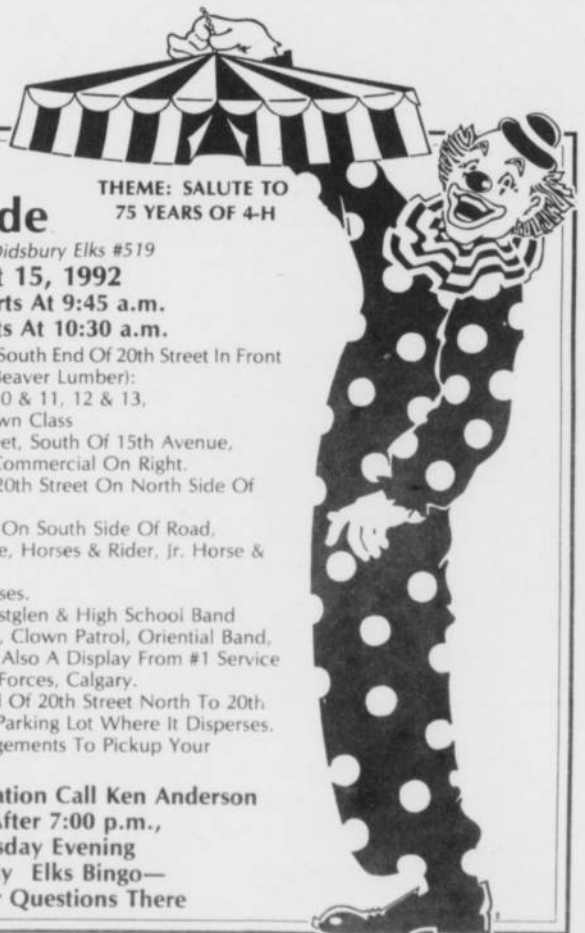 THEME: SALUTE TO
75 YEARS OF 4-H
de
Didsbury Elks #519
t 15, 1992
rts At 9:45 a.m.
ts At 10:30 a.m.
South End Of 20th Street In Front
Beaver Lumber):
0 & 11, 12 & 13,
wn Class
et, South Of 15th Avenue,
Commercial On Right.
20th Street On North Side Of
On South Side Of Road,
e, Horses & Rider, Jr. Horse &
ses.
stglen & High School Band
, Clown Patrol, Oriential Band,
Also A Display From #1 Service
Forces, Calgary.
Of 20th Street North To 20th
Parking Lot Where It Disperses.
gements To Pickup Your
ation Call Ken Anderson
After 7:00 p.m.,
sday Evening
y Elks Bingo—
Questions There